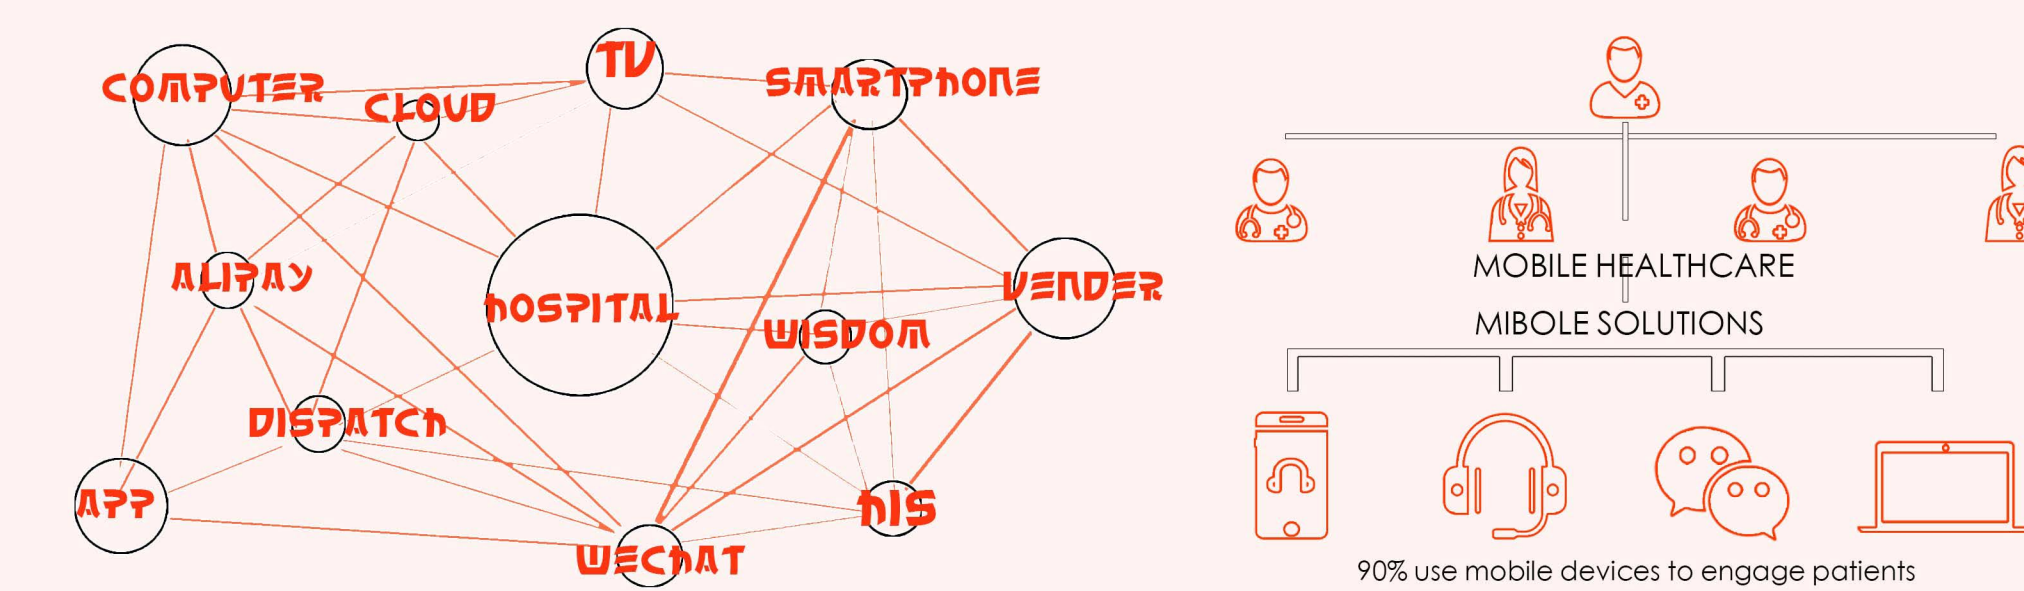 TV
SMARTPHONE
COMPUTER
CLOUD
ALIPAY
HOSPITAL
VENDER
WISDOM
DISPATCH
APP
HIS
WECHAT
MOBILE HEALTHCARE
MIBOLE SOLUTIONS
90% use mobile devices to engage patients